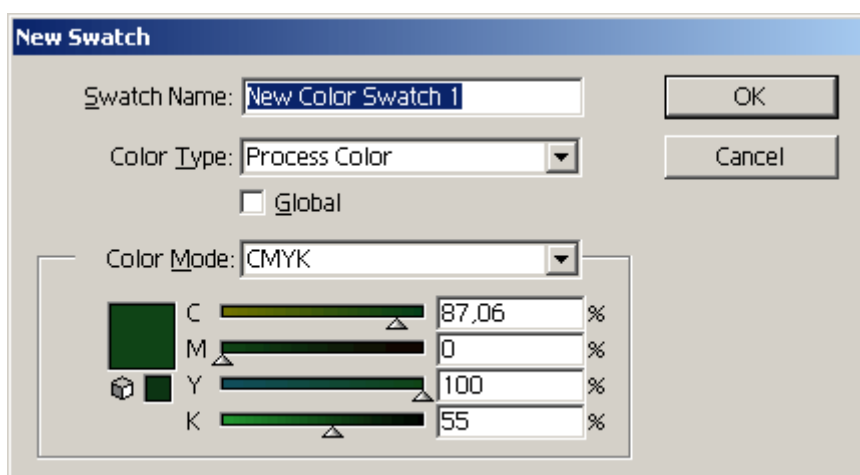 New Swatch
Swatch Name: New Color Swatch 1 OK
Color Type: Process Color Cancel
Global
Color Mode: CMYK
C 87,06 %
M 0 %
Y 100 %
K 55 %